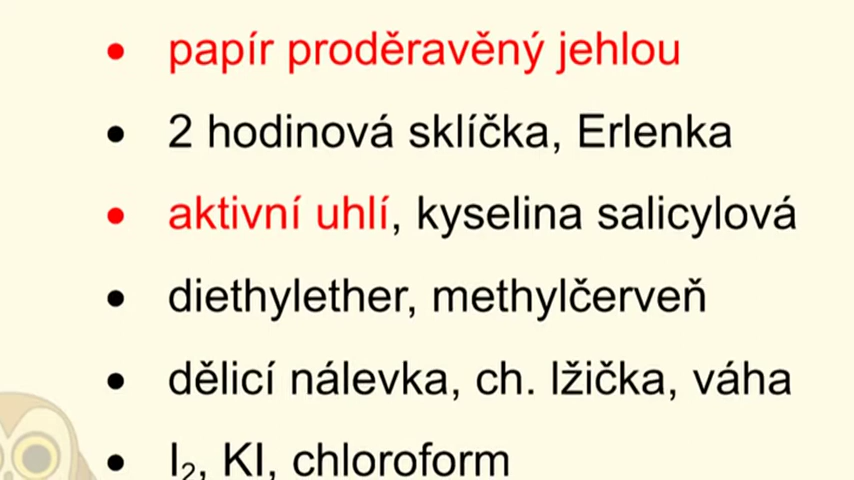 • papír proděravěný jehlou
• 2 hodinová sklíčka, Erlenka
• aktivní uhlí, kyselina salicylová
• diethylether, methylčerveň
• dělicí nálevka, ch. lžička, váha
• I₂, KI, chloroform